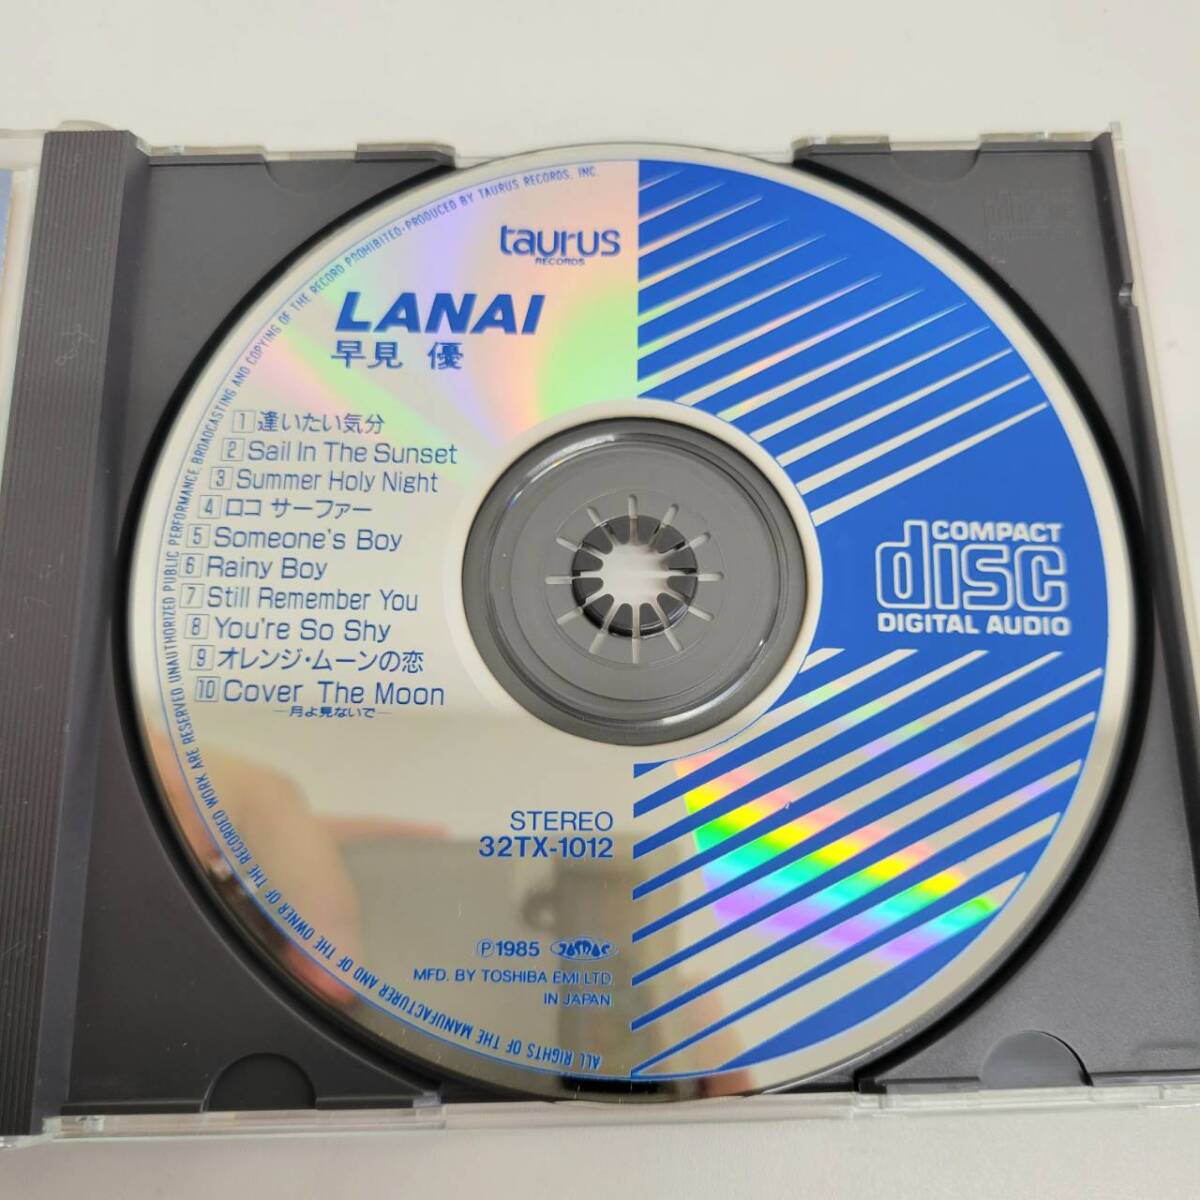 taurus
RECORDS
LANAI
早見 優
1 逢いたい気分
2 Sail In The Sunset
3 Summer Holy Night
4 ロコ サーファー
5 Someone's Boy
6 Rainy Boy
7 Still Remember You
8 You're So Shy
9 オレンジ・ムーンの恋
10 Cover The Moon
—月よ見ないで—
COMPACT
disc
DIGITAL AUDIO
STEREO
32TX-1012
Ⓟ1985 JASRAC
MFD. BY TOSHIBA EMI LTD.
IN JAPAN
ALL RIGHTS OF THE MANUFACTURER AND OF THE OWNER OF THE RECORDED WORK ARE RESERVED. UNAUTHORIZED PUBLIC PERFORMANCE, BROADCASTING AND COPYING OF THE RECORD PROHIBITED・PRODUCED BY TAURUS RECORDS, INC.